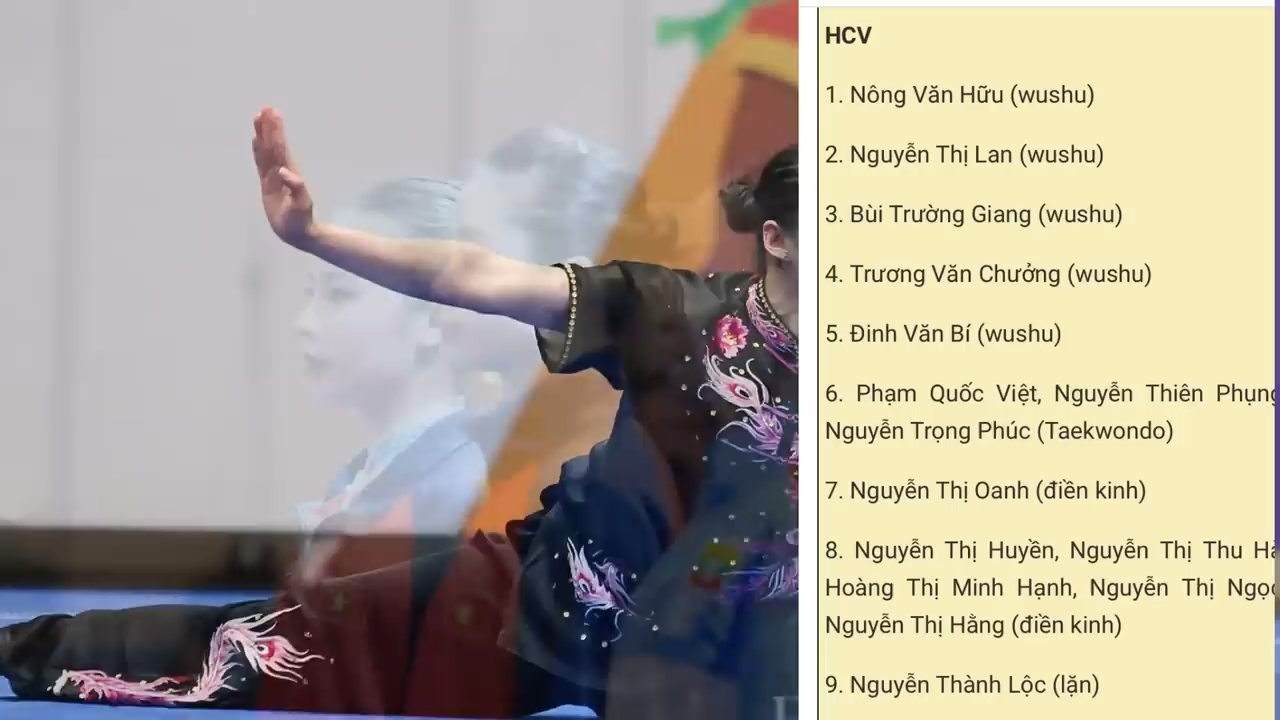 HCV
1. Nông Văn Hữu (wushu)
2. Nguyễn Thị Lan (wushu)
3. Bùi Trường Giang (wushu)
4. Trương Văn Chưởng (wushu)
5. Đinh Văn Bí (wushu)
6. Phạm Quốc Việt, Nguyễn Thiên
Nguyễn Trọng Phúc (Taekwondo)
7. Nguyễn Thị Oanh (điền kinh)
8. Nguyễn Thị Huyền, Nguyễn Thị Thu
Hoàng Thị Minh Hạnh, Nguyễn Thị
Nguyễn Thị Hằng (điền kinh)
9. Nguyễn Thành Lộc (lặn)